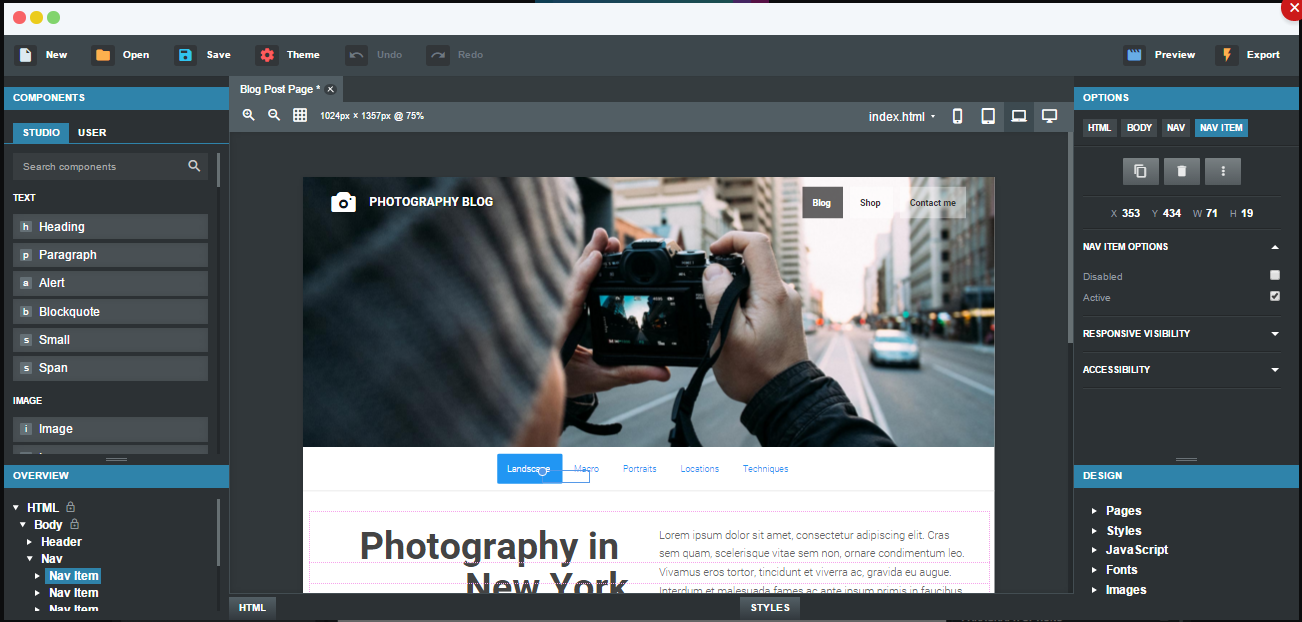 New Open Save Theme Undo Redo Preview Export
COMPONENTS
STUDIO USER
Search components
TEXT
h Heading
p Paragraph
a Alert
b Blockquote
s Small
s Span
IMAGE
i Image
OVERVIEW
HTML
Body
Header
Nav
Nav Item
Nav Item
Nav Item
Blog Post Page *
1024px × 1357px @ 75%
index.html
PHOTOGRAPHY BLOG
Blog Shop Contact me
Landscape Macro Portraits Locations Techniques
Photography in
New York
Lorem ipsum dolor sit amet, consectetur adipiscing elit. Cras
sem quam, scelerisque vitae sem non, ornare condimentum leo.
Vivamus eros tortor, tincidunt et viverra ac, gravida eu augue.
Interdum et malesuada fames ac ante ipsum primis in faucibus.
HTML STYLES
OPTIONS
HTML BODY NAV NAV ITEM
X 353 Y 434 W 71 H 19
NAV ITEM OPTIONS
Disabled
Active
RESPONSIVE VISIBILITY
ACCESSIBILITY
DESIGN
Pages
Styles
JavaScript
Fonts
Images